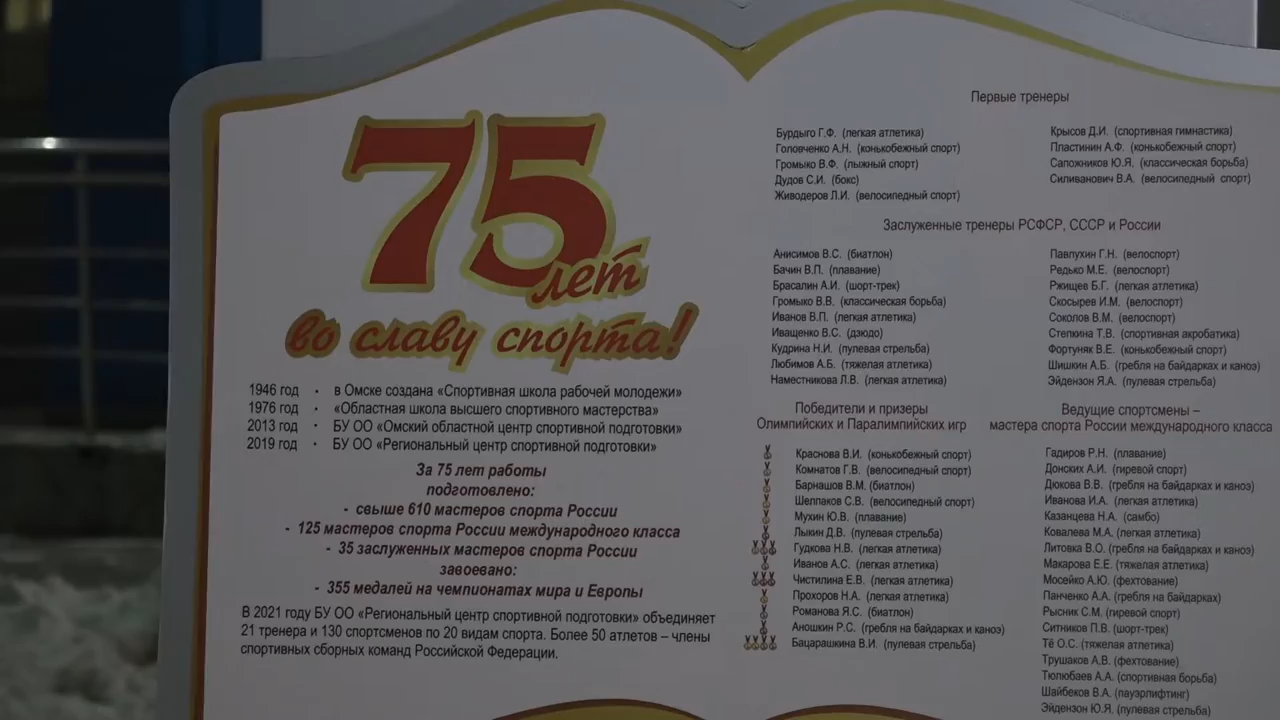 75
лет
во славу спорта!
1946 год · в Омске создана «Спортивная школа рабочей молодежи»
1976 год · «Областная школа высшего спортивного мастерства»
2013 год · БУ ОО «Омский областной центр спортивной подготовки»
2019 год · БУ ОО «Региональный центр спортивной подготовки»
За 75 лет работы
подготовлено:
- свыше 610 мастеров спорта России
- 125 мастеров спорта России международного класса
- 35 заслуженных мастеров спорта России
завоевано:
- 355 медалей на чемпионатах мира и Европы
В 2021 году БУ ОО «Региональный центр спортивной подготовки» объединяет
21 тренера и 130 спортсменов по 20 видам спорта. Более 50 атлетов – члены
спортивных сборных команд Российской Федерации.
Первые тренеры
Бурдыго Г.Ф. (легкая атлетика)
Головченко А.Н. (конькобежный спорт)
Громыко В.Ф. (лыжный спорт)
Дудов С.И. (бокс)
Живодеров Л.И. (велосипедный спорт)
Крысов Д.И. (спортивная гимнастика)
Пластинин А.Ф. (конькобежный спорт)
Сапожников Ю.Я. (классическая борьба)
Силиванович В.А. (велосипедный спорт)
Заслуженные тренеры РСФСР, СССР и России
Анисимов В.С. (биатлон)
Бачин В.П. (плавание)
Брасалин А.И. (шорт-трек)
Громыко В.В. (классическая борьба)
Иванов В.П. (легкая атлетика)
Иващенко В.С. (дзюдо)
Кудрина Н.И. (пулевая стрельба)
Любимов А.Б. (тяжелая атлетика)
Наместникова Л.В. (легкая атлетика)
Павлухин Г.Н. (велоспорт)
Редько М.Е. (велоспорт)
Ржищев Б.Г. (легкая атлетика)
Скосырев И.М. (велоспорт)
Соколов В.М. (велоспорт)
Степкина Т.В. (спортивная акробатика)
Фортуняк В.Е. (конькобежный спорт)
Шишкин А.Б. (гребля на байдарках и каноэ)
Эйдензон Я.А. (пулевая стрельба)
Победители и призеры
Олимпийских и Паралимпийских игр
Краснова В.И. (конькобежный спорт)
Комнатов Г.В. (велосипедный спорт)
Барнашов В.М. (биатлон)
Шелпаков С.В. (велосипедный спорт)
Мухин Ю.В. (плавание)
Лыкин Д.В. (пулевая стрельба)
Гудкова Н.В. (легкая атлетика)
Иванов А.С. (легкая атлетика)
Чистилина Е.В. (легкая атлетика)
Прохоров Н.А. (легкая атлетика)
Романова Я.С. (биатлон)
Аношкин Р.С. (гребля на байдарках и каноэ)
Бацарашкина В.И. (пулевая стрельба)
Ведущие спортсмены –
мастера спорта России международного класса
Гадиров Р.Н. (плавание)
Донских А.И. (гиревой спорт)
Дюкова В.В. (гребля на байдарках и каноэ)
Иванова И.А. (легкая атлетика)
Казанцева Н.А. (самбо)
Ковалева М.А. (легкая атлетика)
Литовка В.О. (гребля на байдарках и каноэ)
Макарова Е.Е. (тяжелая атлетика)
Мосейко А.Ю. (фехтование)
Панченко А.А. (гребля на байдарках)
Рысник С.М. (гиревой спорт)
Ситников П.В. (шорт-трек)
Тё О.С. (тяжелая атлетика)
Трушаков А.В. (фехтование)
Тюлюбаев А.А. (спортивная борьба)
Шайбеков В.А. (пауэрлифтинг)
Эйдензон Ю.Я. (пулевая стрельба)